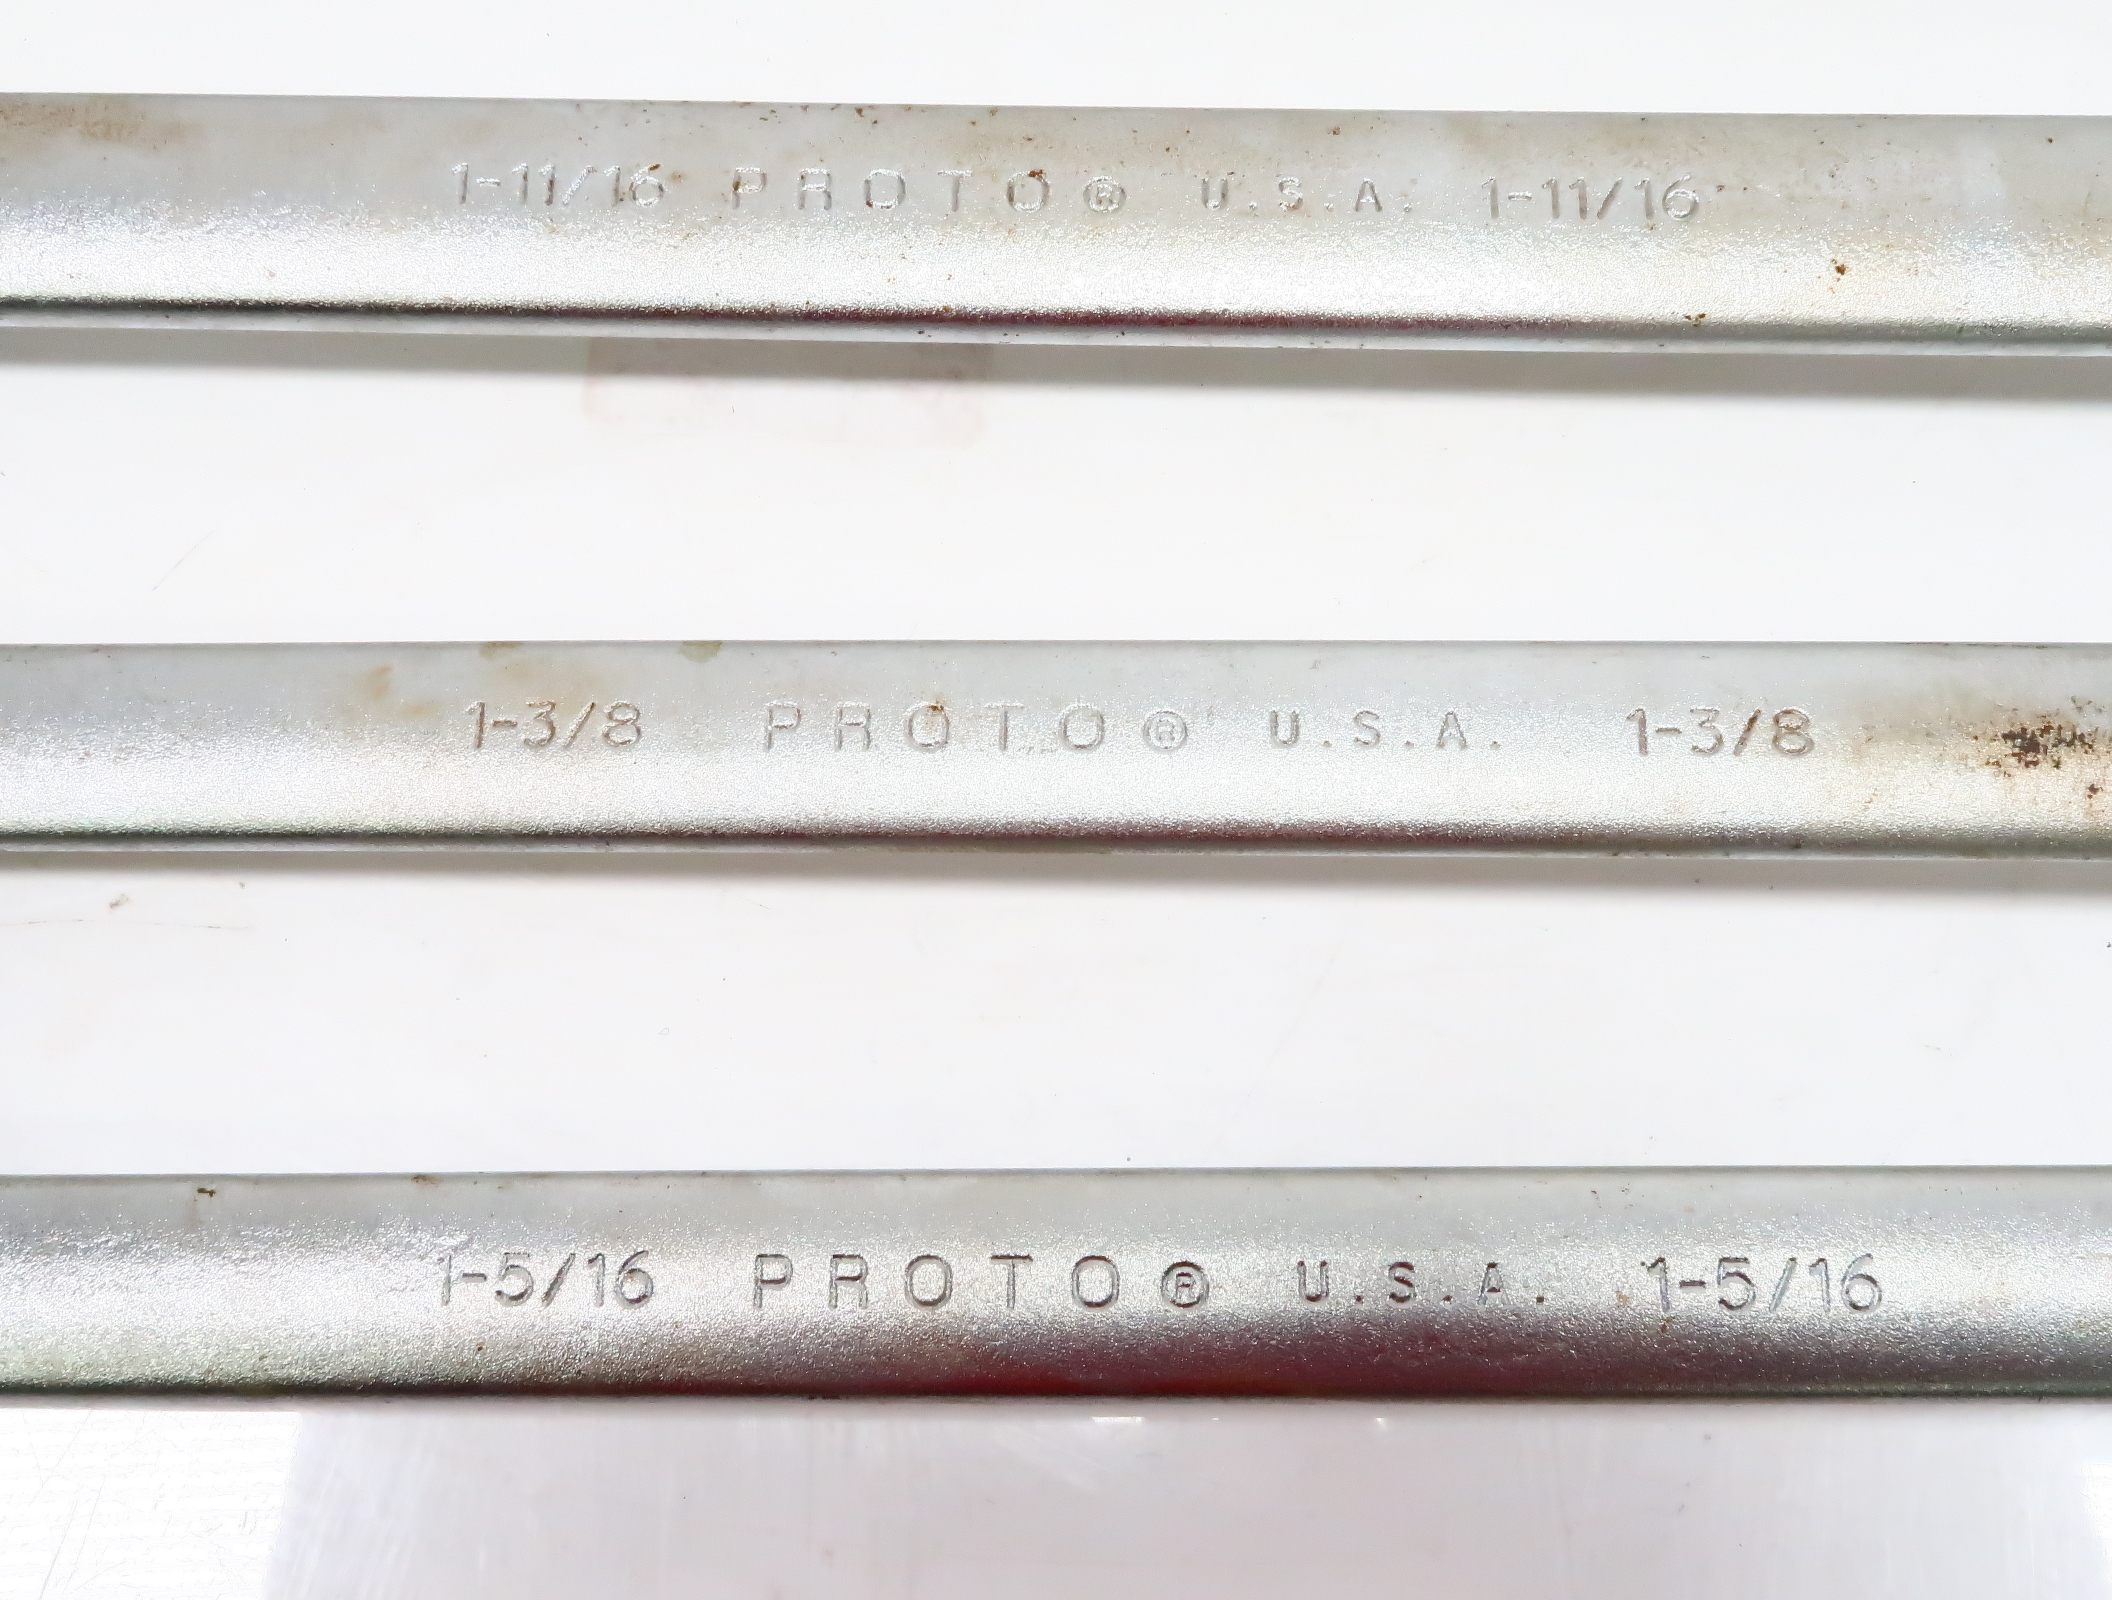 1-11/16 PROTO® U.S.A. 1-11/16
1-3/8 PROTO® U.S.A. 1-3/8
1-5/16 PROTO® U.S.A. 1-5/16